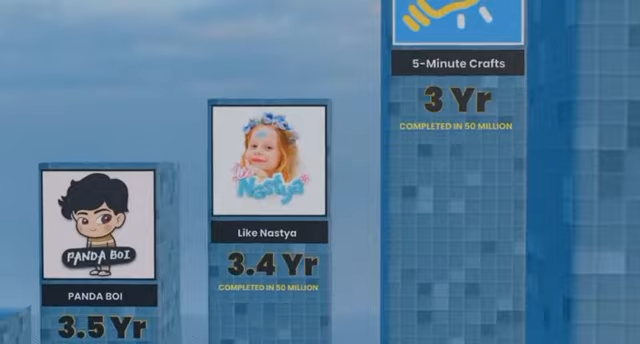 5-Minute Crafts
3 Yr
COMPLETED IN 50 MILLION
Like Nastya
Like Nastya
3.4 Yr
COMPLETED IN 50 MILLION
PANDA BOI
PANDA BOI
3.5 Yr